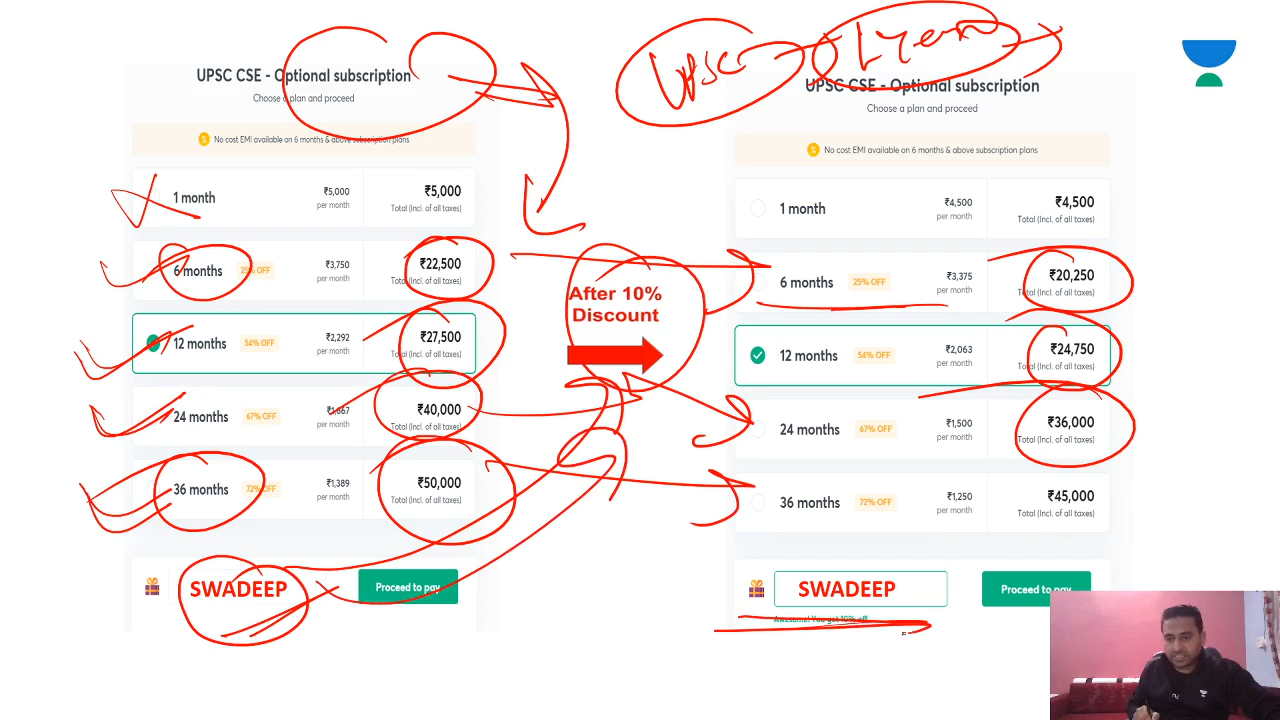 UPSC 1 Year
UPSC CSE - Optional subscription
Choose a plan and proceed
No cost EMI available on 6 months & above subscription plans
1 month ₹5,000 per month ₹5,000 Total (Incl. of all taxes)
6 months 25% OFF ₹3,750 per month ₹22,500 Total (Incl. of all taxes)
12 months 54% OFF ₹2,292 per month ₹27,500 Total (Incl. of all taxes)
24 months 67% OFF ₹1,667 per month ₹40,000 Total (Incl. of all taxes)
36 months 72% OFF ₹1,389 per month ₹50,000 Total (Incl. of all taxes)
SWADEEP Proceed to pay
After 10%
Discount
UPSC CSE - Optional subscription
Choose a plan and proceed
No cost EMI available on 6 months & above subscription plans
1 month ₹4,500 per month ₹4,500 Total (Incl. of all taxes)
6 months 25% OFF ₹3,375 per month ₹20,250 Total (Incl. of all taxes)
12 months 54% OFF ₹2,063 per month ₹24,750 Total (Incl. of all taxes)
24 months 67% OFF ₹1,500 per month ₹36,000 Total (Incl. of all taxes)
36 months 72% OFF ₹1,250 per month ₹45,000 Total (Incl. of all taxes)
SWADEEP Proceed to pay
Awesome! You get 10% off